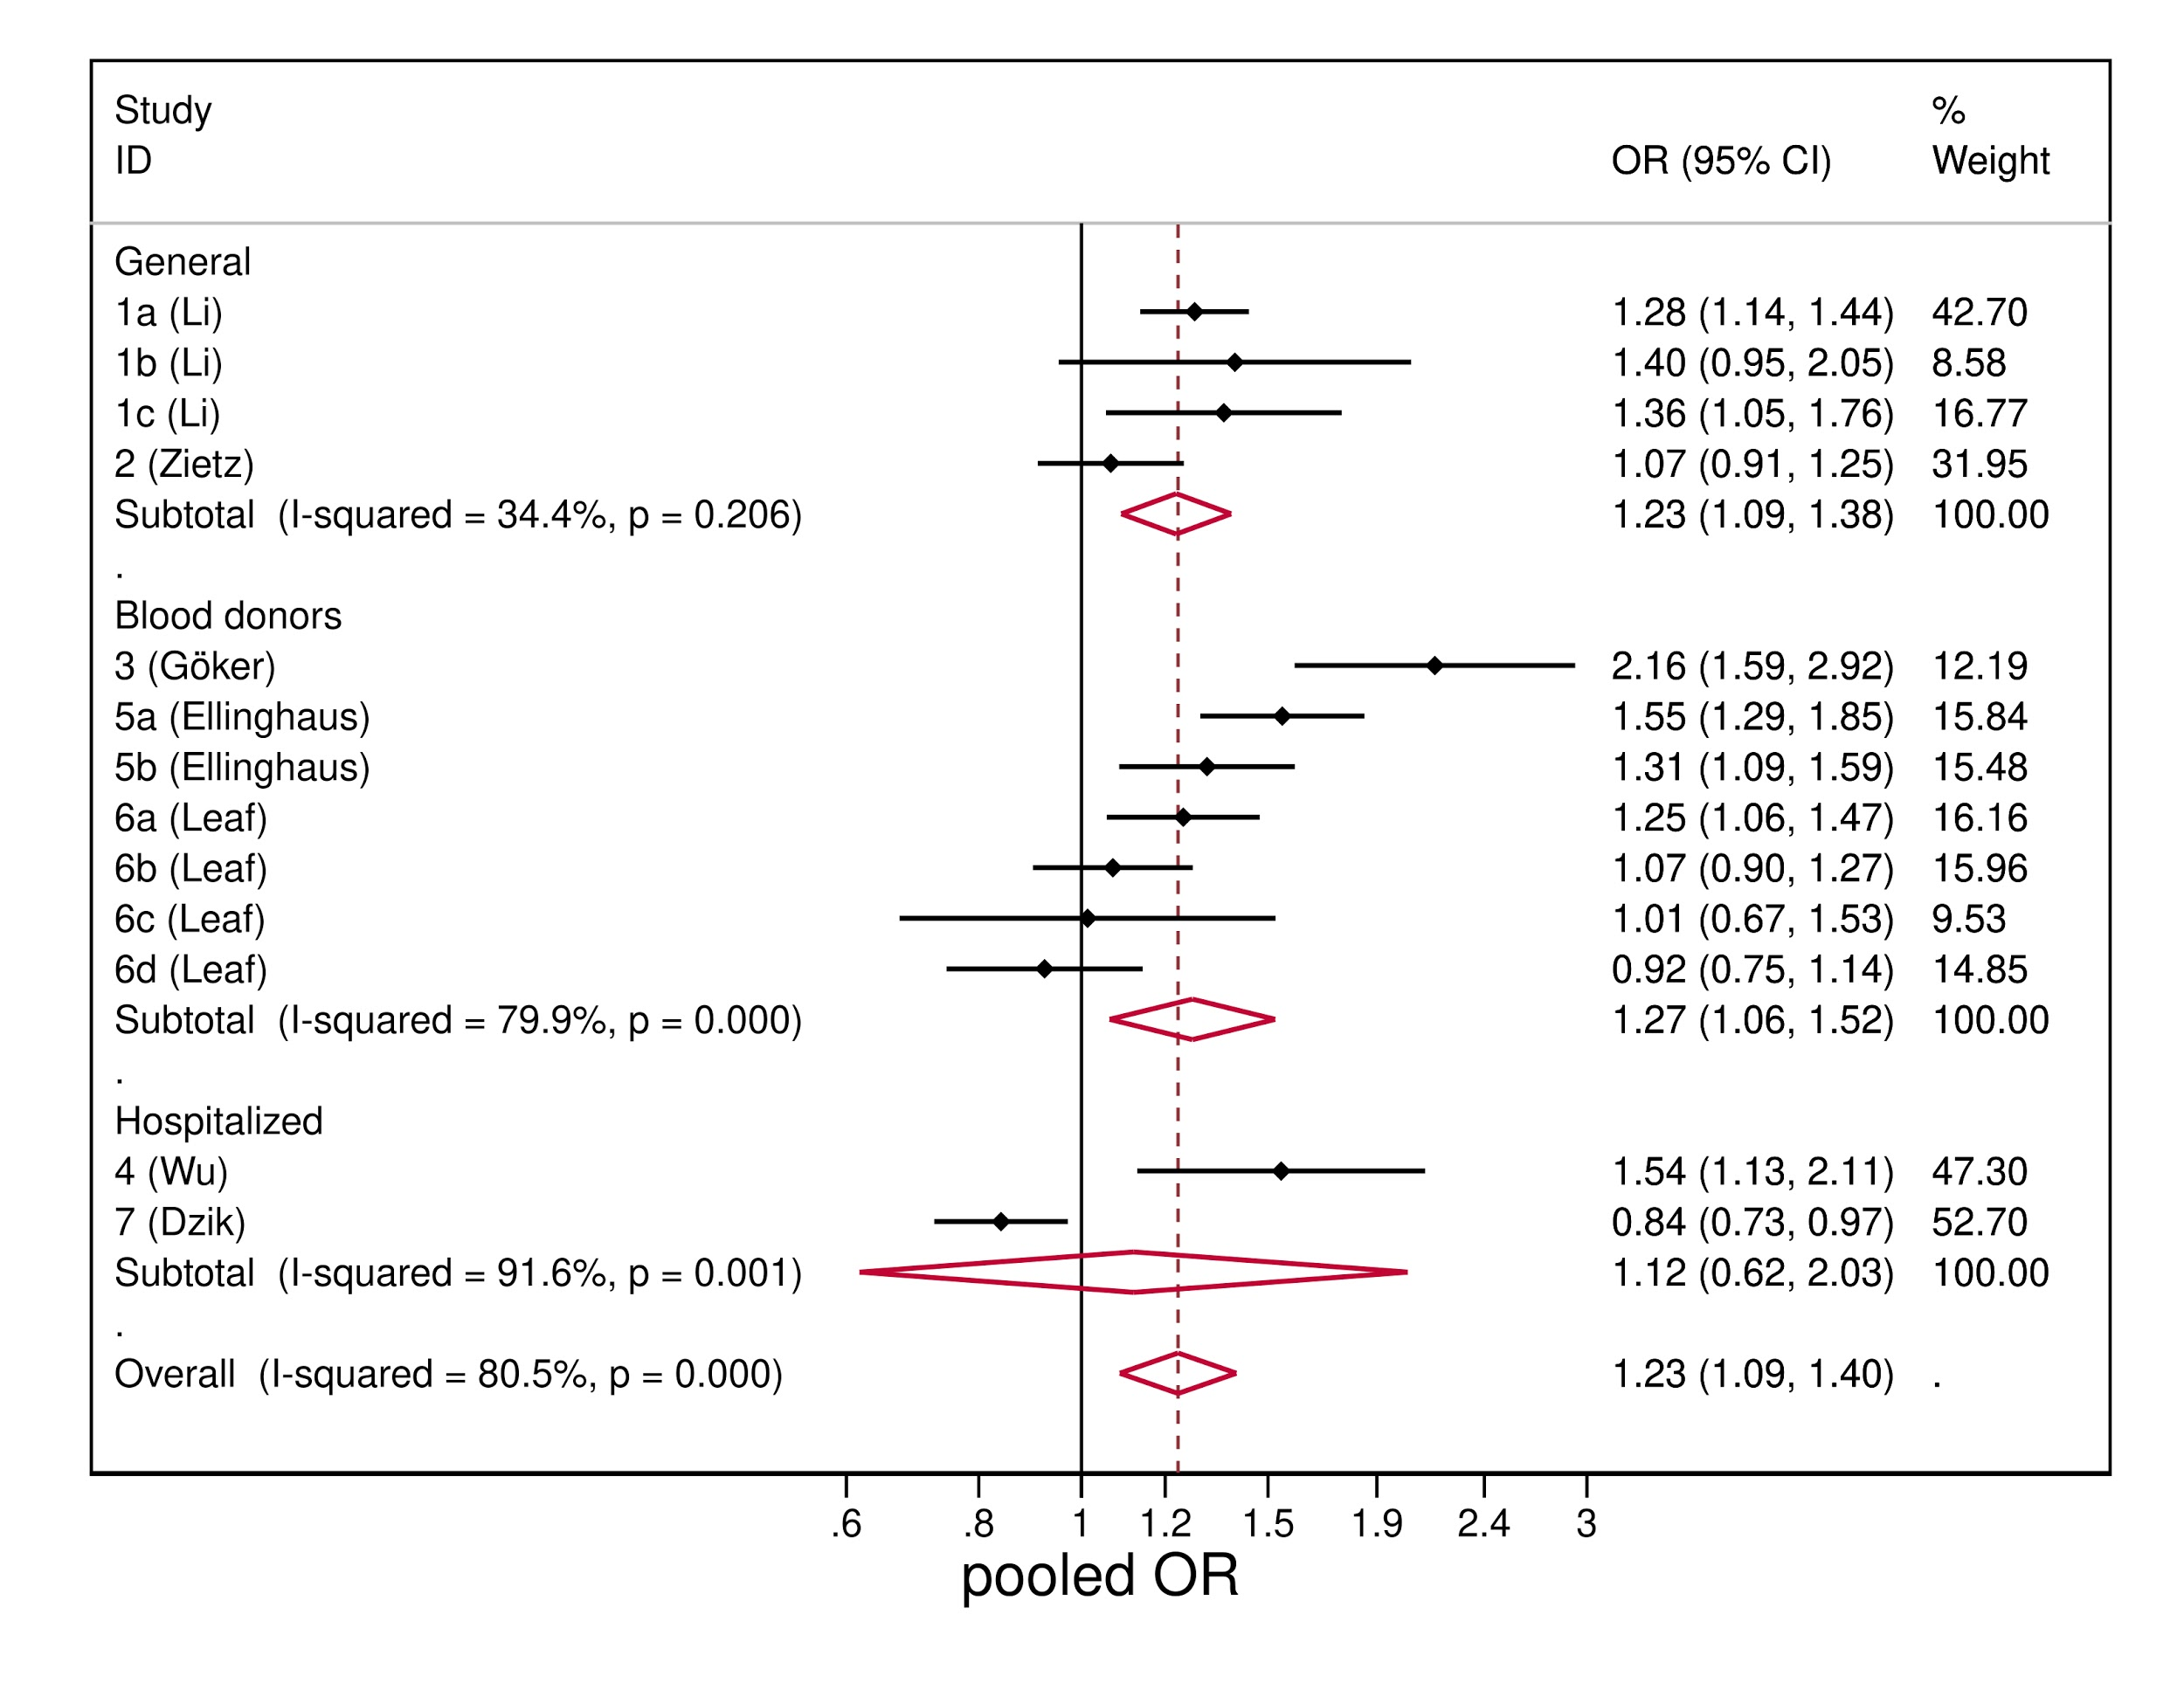 Study %
ID OR (95% CI) Weight
General
1a (Li) 1.28 (1.14, 1.44) 42.70
1b (Li) 1.40 (0.95, 2.05) 8.58
1c (Li) 1.36 (1.05, 1.76) 16.77
2 (Zietz) 1.07 (0.91, 1.25) 31.95
Subtotal (I-squared = 34.4%, p = 0.206) 1.23 (1.09, 1.38) 100.00
.
Blood donors
3 (Göker) 2.16 (1.59, 2.92) 12.19
5a (Ellinghaus) 1.55 (1.29, 1.85) 15.84
5b (Ellinghaus) 1.31 (1.09, 1.59) 15.48
6a (Leaf) 1.25 (1.06, 1.47) 16.16
6b (Leaf) 1.07 (0.90, 1.27) 15.96
6c (Leaf) 1.01 (0.67, 1.53) 9.53
6d (Leaf) 0.92 (0.75, 1.14) 14.85
Subtotal (I-squared = 79.9%, p = 0.000) 1.27 (1.06, 1.52) 100.00
.
Hospitalized
4 (Wu) 1.54 (1.13, 2.11) 47.30
7 (Dzik) 0.84 (0.73, 0.97) 52.70
Subtotal (I-squared = 91.6%, p = 0.001) 1.12 (0.62, 2.03) 100.00
.
Overall (I-squared = 80.5%, p = 0.000) 1.23 (1.09, 1.40) .
.6 .8 1 1.2 1.5 1.9 2.4 3
pooled OR